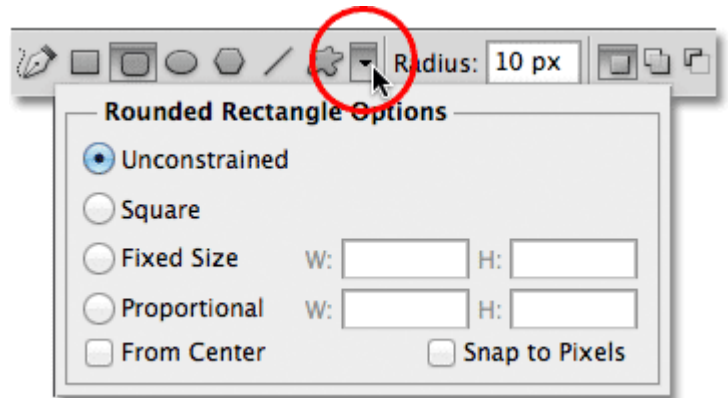 Radius: 10 px
Rounded Rectangle Options
Unconstrained
Square
Fixed Size W: H:
Proportional W: H:
From Center Snap to Pixels